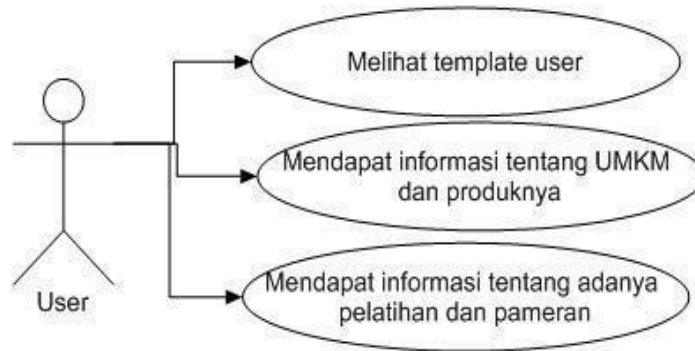 Melihat template user
Mendapat informasi tentang UMKM
dan produknya
Mendapat informasi tentang adanya
pelatihan dan pameran
User